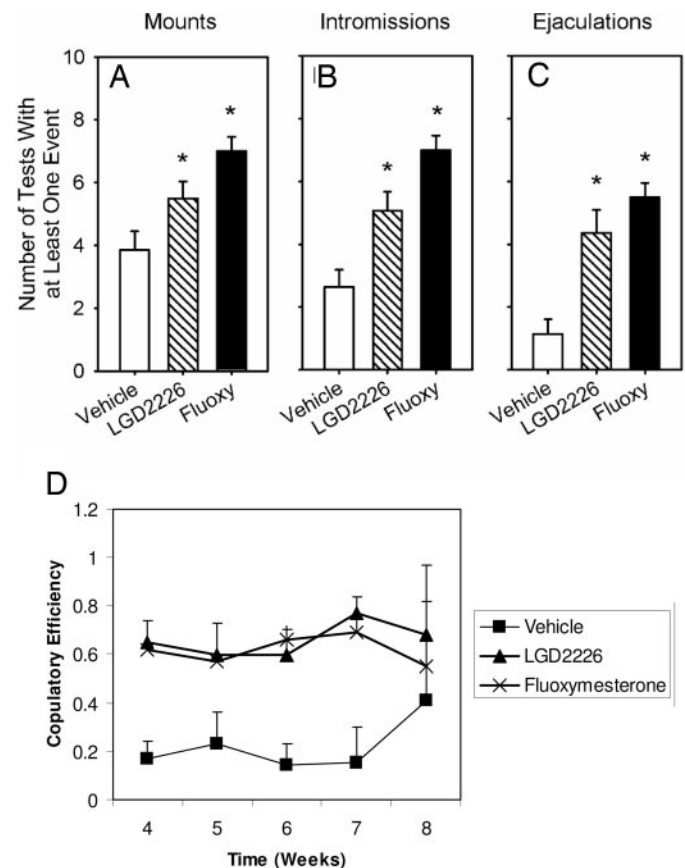 Mounts
Intromissions
Ejaculations
A
B
C
Number of Tests With
at Least One Event
10
8
6
4
2
0
Vehicle
LGD2226
Fluoxy
Vehicle
LGD2226
Fluoxy
Vehicle
LGD2226
Fluoxy
*
*
*
*
*
*
D
Copulatory Efficiency
1.2
1
0.8
0.6
0.4
0.2
0
4
5
6
7
8
Time (Weeks)
Vehicle
LGD2226
Fluoxymesterone